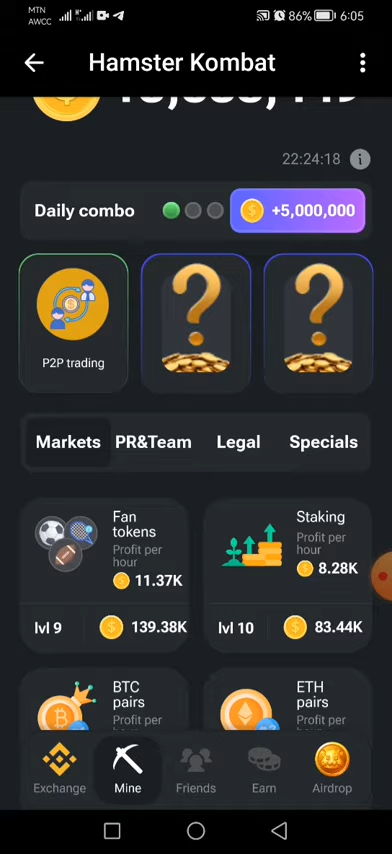 MTN
AWCC
86%
6:05
Hamster Kombat
22:24:18
Daily combo
+5,000,000
P2P trading
Markets PR&Team Legal Specials
Fan
tokens
Profit per
hour
11.37K
lvl 9
139.38K
Staking
Profit per
hour
8.28K
lvl 10
83.44K
BTC
pairs
Profit per
ETH
pairs
Profit per
Exchange Mine Friends Earn Airdrop